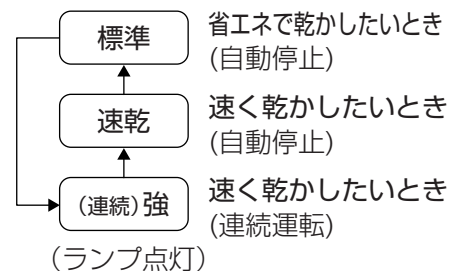 標準
省エネで乾かしたいとき
(自動停止)
速乾
速く乾かしたいとき
(自動停止)
(連続)強
速く乾かしたいとき
(連続運転)
(ランプ点灯)